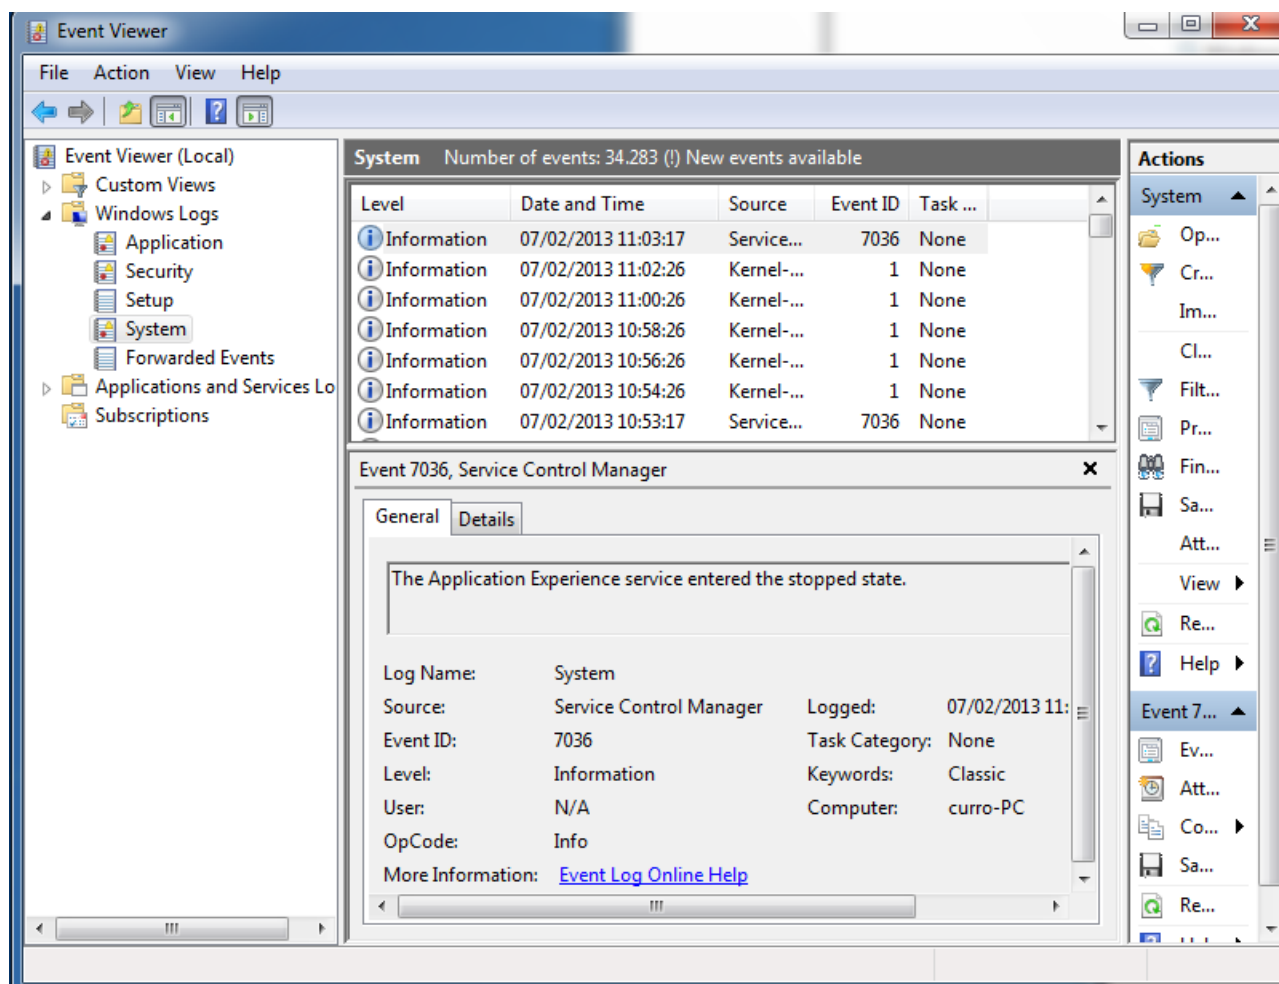 Event Viewer
File Action View Help
Event Viewer (Local)
Custom Views
Windows Logs
Application
Security
Setup
System
Forwarded Events
Applications and Services Lo
Subscriptions
System Number of events: 34.283 (!) New events available
Level Date and Time Source Event ID Task ...
Information 07/02/2013 11:03:17 Service... 7036 None
Information 07/02/2013 11:02:26 Kernel-... 1 None
Information 07/02/2013 11:00:26 Kernel-... 1 None
Information 07/02/2013 10:58:26 Kernel-... 1 None
Information 07/02/2013 10:56:26 Kernel-... 1 None
Information 07/02/2013 10:54:26 Kernel-... 1 None
Information 07/02/2013 10:53:17 Service... 7036 None
Event 7036, Service Control Manager
General Details
The Application Experience service entered the stopped state.
Log Name: System
Source: Service Control Manager Logged: 07/02/2013 11:
Event ID: 7036 Task Category: None
Level: Information Keywords: Classic
User: N/A Computer: curro-PC
OpCode: Info
More Information: Event Log Online Help
Actions
System
Op...
Cr...
Im...
Cl...
Filt...
Pr...
Fin...
Sa...
Att...
View
Re...
Help
Event 7...
Ev...
Att...
Co...
Sa...
Re...